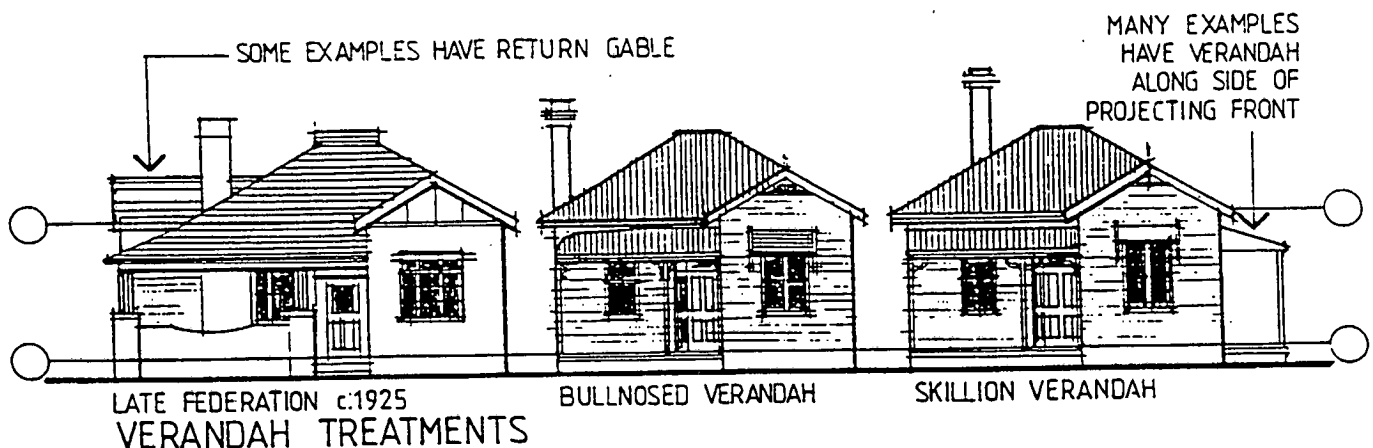 SOME EXAMPLES HAVE RETURN GABLE
MANY EXAMPLES
HAVE VERANDAH
ALONG SIDE OF
PROJECTING FRONT
LATE FEDERATION c:1925
BULLNOSED VERANDAH
SKILLION VERANDAH
VERANDAH TREATMENTS